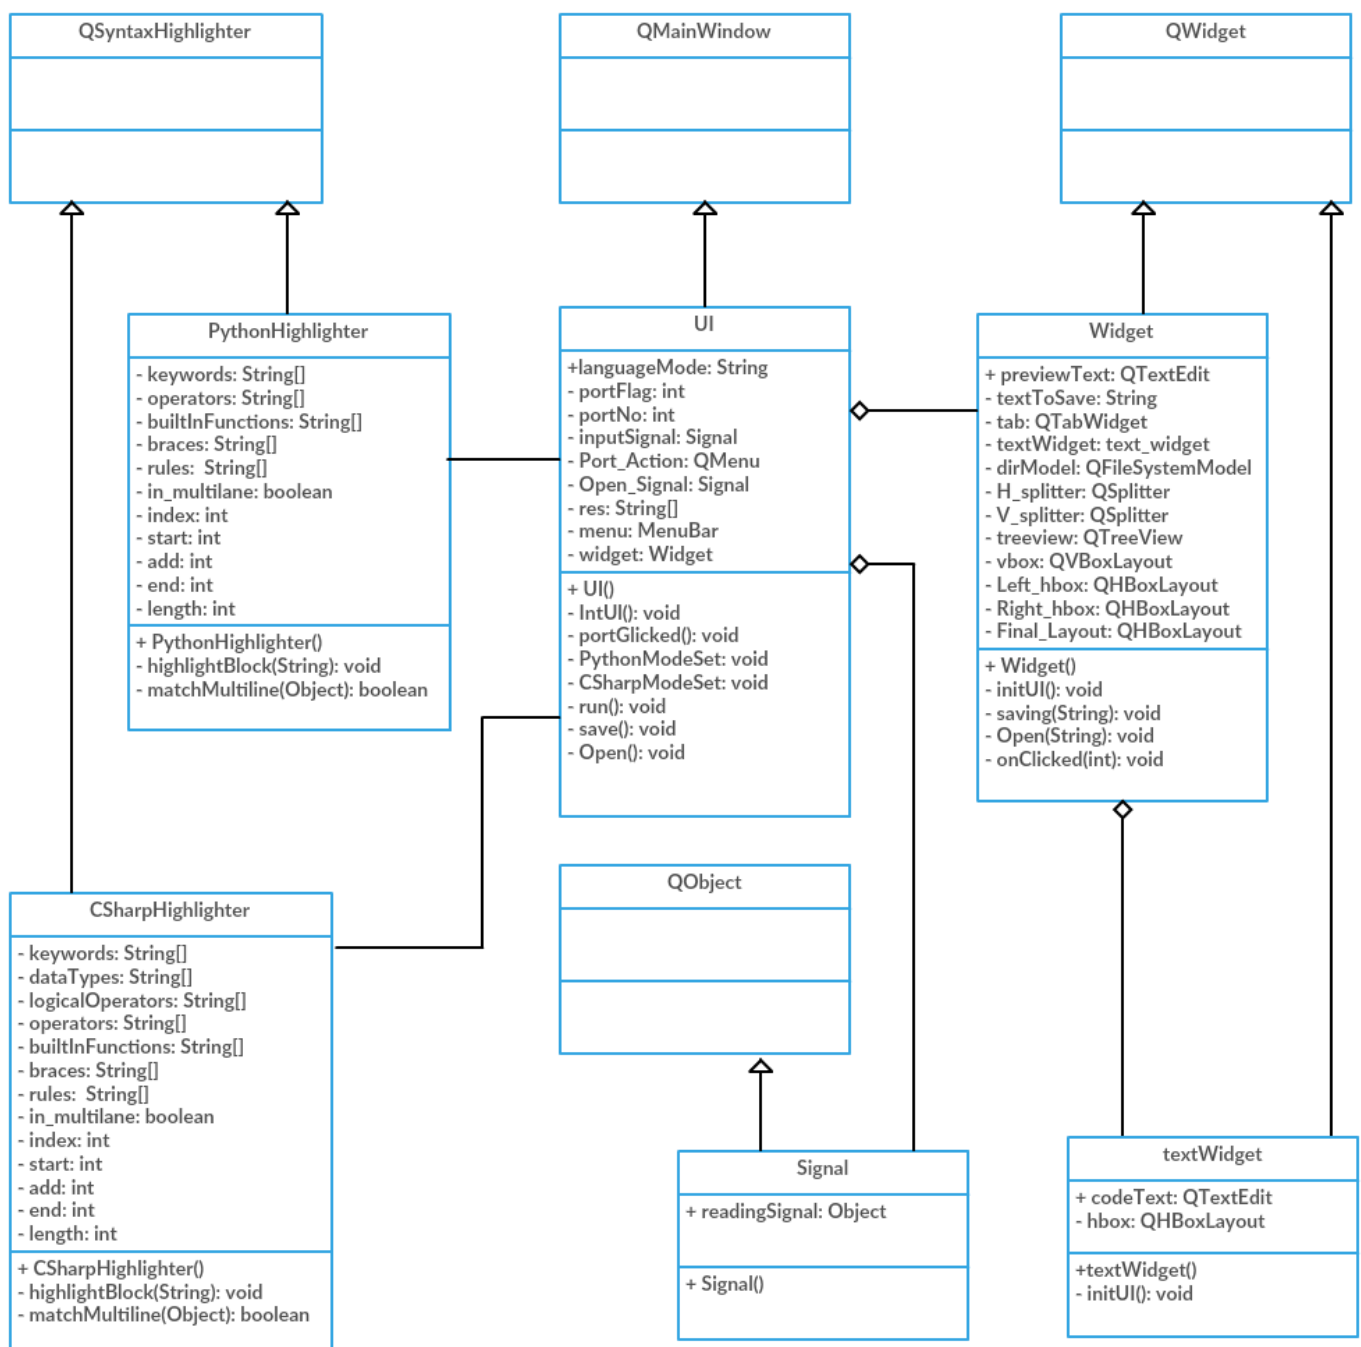 QSyntaxHighlighter
QMainWindow
QWidget
PythonHighlighter
- keywords: String[]
- operators: String[]
- builtInFunctions: String[]
- braces: String[]
- rules:  String[]
- in_multilane: boolean
- index: int
- start: int
- add: int
- end: int
- length: int
+ PythonHighlighter()
- highlightBlock(String): void
- matchMultiline(Object): boolean
UI
+languageMode: String
- portFlag: int
- portNo: int
- inputSignal: Signal
- Port_Action: QMenu
- Open_Signal: Signal
- res: String[]
- menu: MenuBar
- widget: Widget
+ UI()
- IntUI(): void
- portGlicked(): void
- PythonModeSet: void
- CSharpModeSet: void
- run(): void
- save(): void
- Open(): void
Widget
+ previewText: QTextEdit
- textToSave: String
- tab: QTabWidget
- textWidget: text_widget
- dirModel: QFileSystemModel
- H_splitter: QSplitter
- V_splitter: QSplitter
- treeview: QTreeView
- vbox: QVBoxLayout
- Left_hbox: QHBoxLayout
- Right_hbox: QHBoxLayout
- Final_Layout: QHBoxLayout
+ Widget()
- initUI(): void
- saving(String): void
- Open(String): void
- onClicked(int): void
CSharpHighlighter
- keywords: String[]
- dataTypes: String[]
- logicalOperators: String[]
- operators: String[]
- builtInFunctions: String[]
- braces: String[]
- rules:  String[]
- in_multilane: boolean
- index: int
- start: int
- add: int
- end: int
- length: int
+ CSharpHighlighter()
- highlightBlock(String): void
- matchMultiline(Object): boolean
QObject
Signal
+ readingSignal: Object
+ Signal()
textWidget
+ codeText: QTextEdit
- hbox: QHBoxLayout
+textWidget()
- initUI(): void